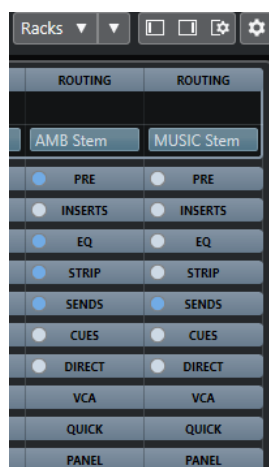 Racks
ROUTING ROUTING
AMB Stem MUSIC Stem
PRE PRE
INSERTS INSERTS
EQ EQ
STRIP STRIP
SENDS SENDS
CUES CUES
DIRECT DIRECT
VCA VCA
QUICK QUICK
PANEL PANEL